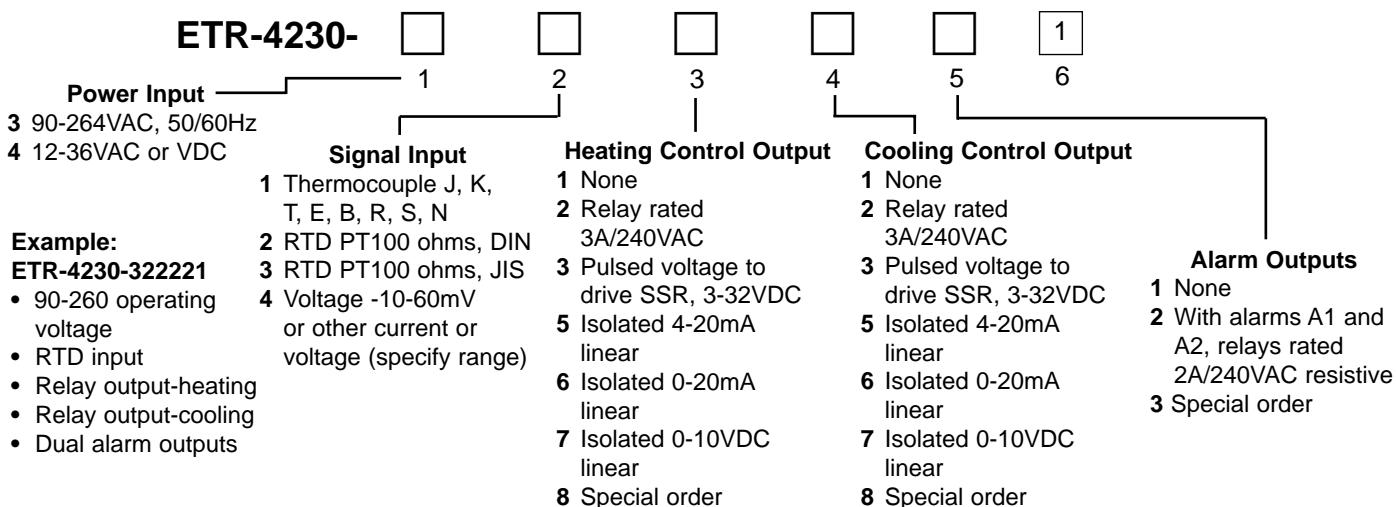 ETR-4230-
1
1 2 3 4 5 6
Power Input
3 90-264VAC, 50/60Hz
4 12-36VAC or VDC
Example:
ETR-4230-322221
• 90-260 operating
voltage
• RTD input
• Relay output-heating
• Relay output-cooling
• Dual alarm outputs
Signal Input
1 Thermocouple J, K,
T, E, B, R, S, N
2 RTD PT100 ohms, DIN
3 RTD PT100 ohms, JIS
4 Voltage -10-60mV
or other current or
voltage (specify range)
Heating Control Output
1 None
2 Relay rated
3A/240VAC
3 Pulsed voltage to
drive SSR, 3-32VDC
5 Isolated 4-20mA
linear
6 Isolated 0-20mA
linear
7 Isolated 0-10VDC
linear
8 Special order
Cooling Control Output
1 None
2 Relay rated
3A/240VAC
3 Pulsed voltage to
drive SSR, 3-32VDC
5 Isolated 4-20mA
linear
6 Isolated 0-20mA
linear
7 Isolated 0-10VDC
linear
8 Special order
Alarm Outputs
1 None
2 With alarms A1 and
A2, relays rated
2A/240VAC resistive
3 Special order